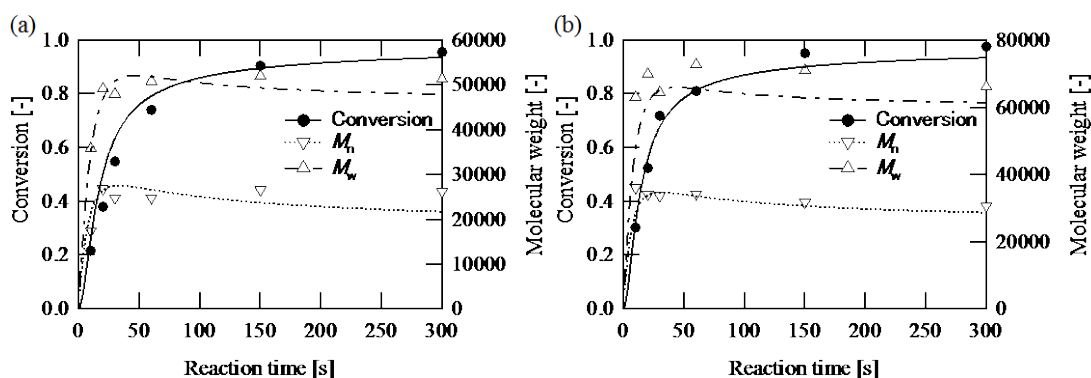 (a)
1.0
0.8
0.6
0.4
0.2
0.0
Conversion [-]
60000
50000
40000
30000
20000
10000
0
Molecular weight [-]
Conversion
Mn
Mw
0 50 100 150 200 250 300
Reaction time [s]
(b)
1.0
0.8
0.6
0.4
0.2
0.0
Conversion [-]
80000
60000
40000
20000
0
Molecular weight [-]
Conversion
Mn
Mw
0 50 100 150 200 250 300
Reaction time [s]